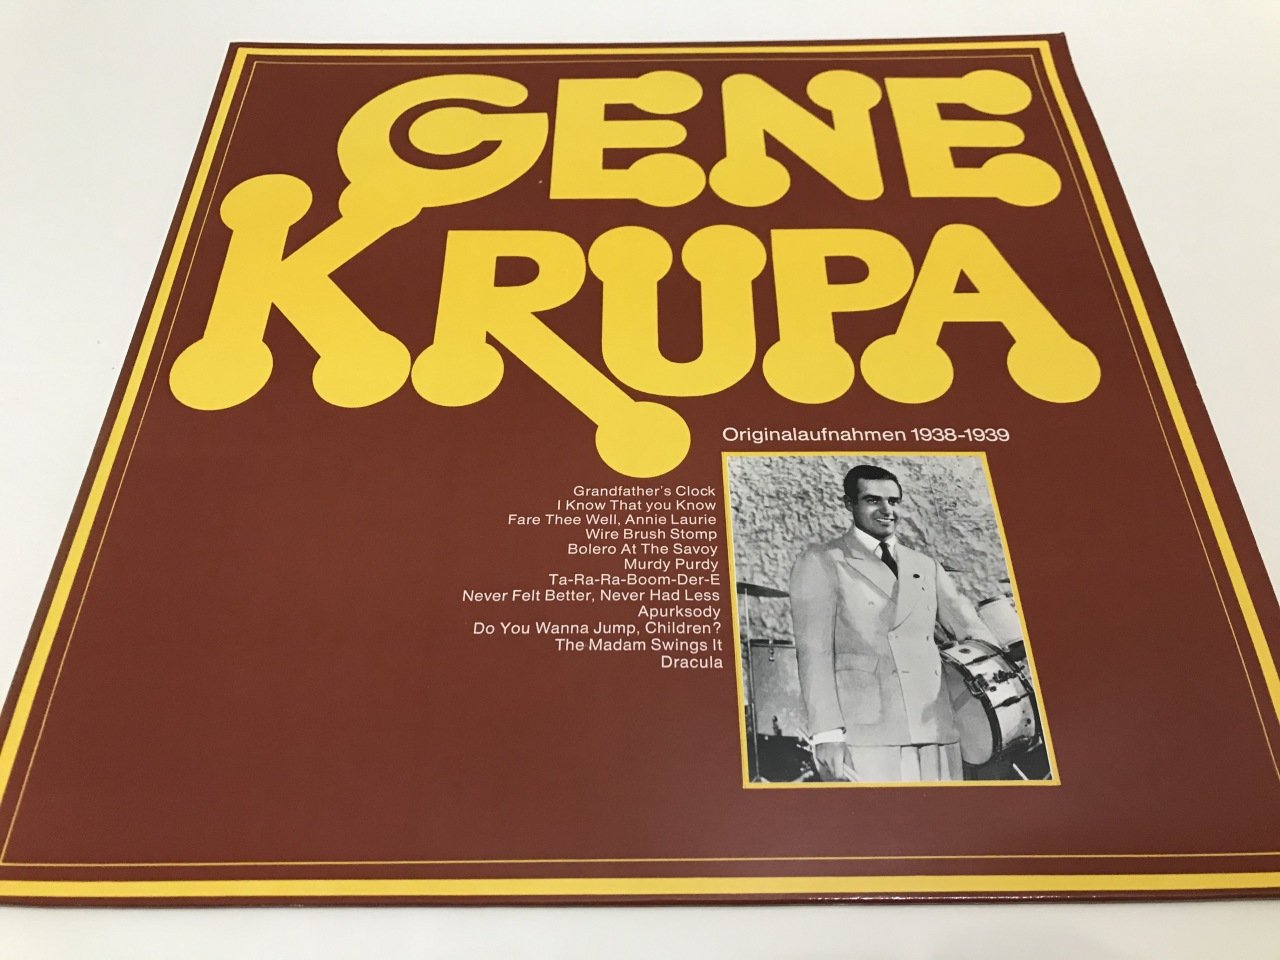 GENE
KRUPA
Originalaufnahmen 1938-1939
Grandfather's Clock
I Know That you Know
Fare Thee Well, Annie Laurie
Wire Brush Stomp
Bolero At The Savoy
Murdy Purdy
Ta-Ra-Ra-Boom-Der-E
Never Felt Better, Never Had Less
Apurksody
Do You Wanna Jump, Children?
The Madam Swings It
Dracula